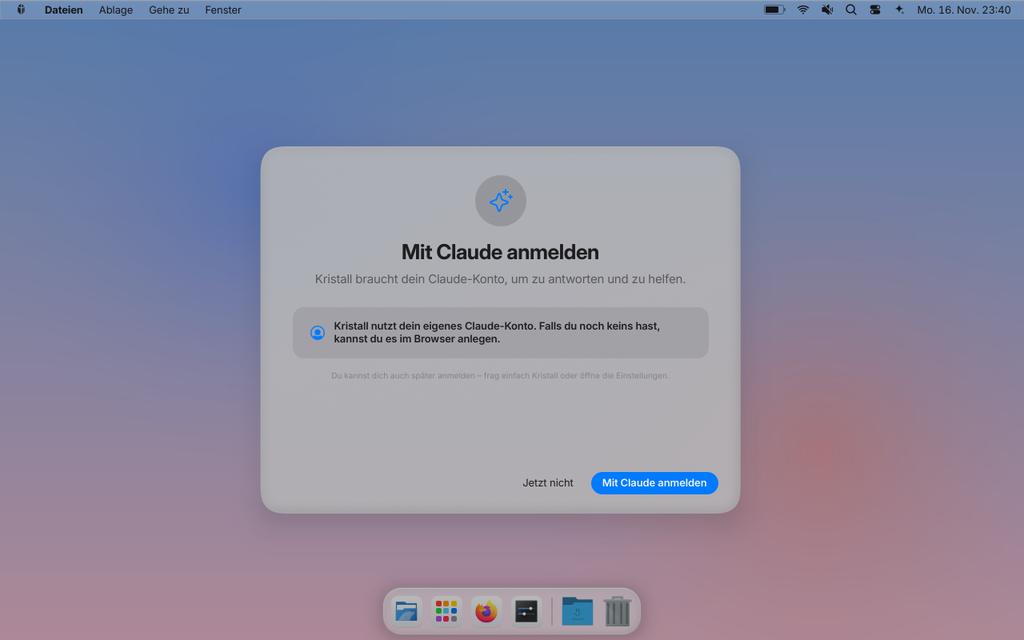 Dateien Ablage Gehe zu Fenster Mo. 16. Nov. 23:40
Mit Claude anmelden
Kristall braucht dein Claude-Konto, um zu antworten und zu helfen.
Kristall nutzt dein eigenes Claude-Konto. Falls du noch keins hast,
kannst du es im Browser anlegen.
Du kannst dich auch später anmelden – frag einfach Kristall oder öffne die Einstellungen.
Jetzt nicht Mit Claude anmelden